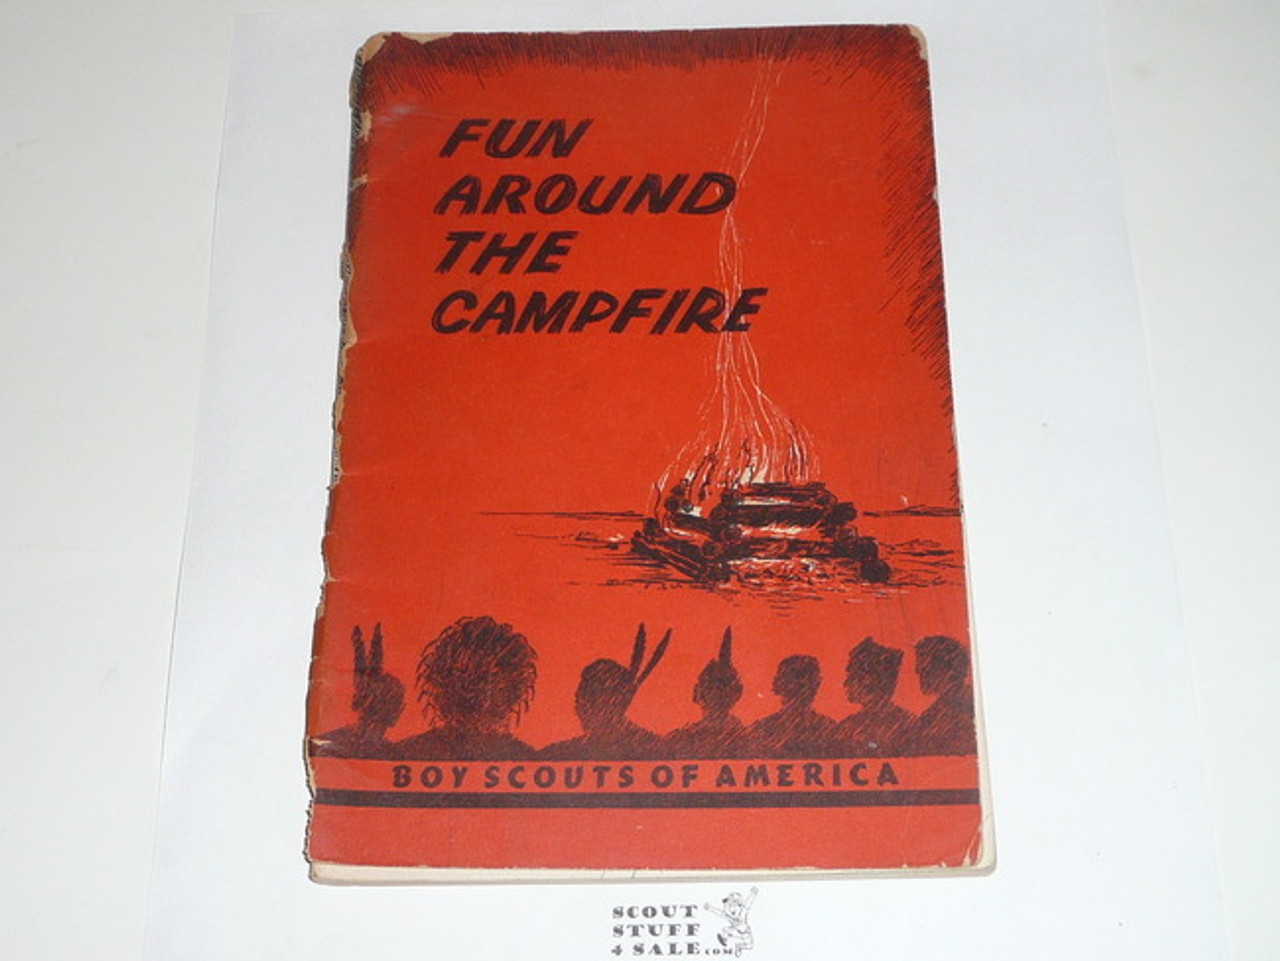 FUN
AROUND
THE
CAMPFIRE
BOY SCOUTS OF AMERICA
SCOUT
STUFF
4 SALE.COM